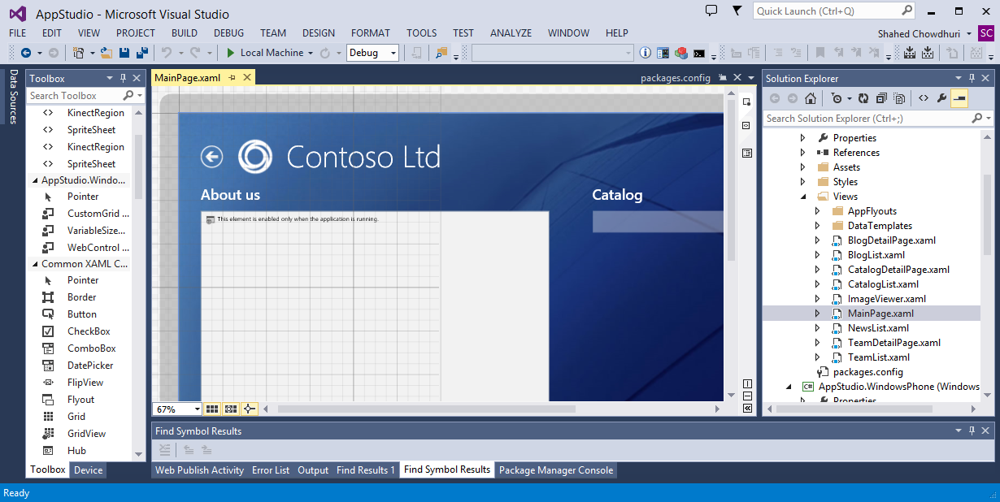 AppStudio - Microsoft Visual Studio
Quick Launch (Ctrl+Q)
FILE EDIT VIEW PROJECT BUILD DEBUG TEAM DESIGN FORMAT TOOLS TEST ANALYZE WINDOW HELP
Shahed Chowdhuri SC
Local Machine Debug
Data Sources
Toolbox
Search Toolbox
KinectRegion
SpriteSheet
KinectRegion
SpriteSheet
AppStudio.Windo...
Pointer
CustomGrid ...
VariableSize...
WebControl ...
Common XAML C...
Pointer
Border
Button
CheckBox
ComboBox
DatePicker
FlipView
Flyout
Grid
GridView
Hub
Toolbox Device
MainPage.xaml
packages.config
Contoso Ltd
About us
Catalog
This element is enabled only when the application is running.
67%
Solution Explorer
Search Solution Explorer (Ctrl+;)
Properties
References
Assets
Styles
Views
AppFlyouts
DataTemplates
BlogDetailPage.xaml
BlogList.xaml
CatalogDetailPage.xaml
CatalogList.xaml
ImageViewer.xaml
MainPage.xaml
NewsList.xaml
TeamDetailPage.xaml
TeamList.xaml
packages.config
C# AppStudio.WindowsPhone (Windows
Properties
Find Symbol Results
Web Publish Activity Error List Output Find Results 1 Find Symbol Results Package Manager Console
Ready